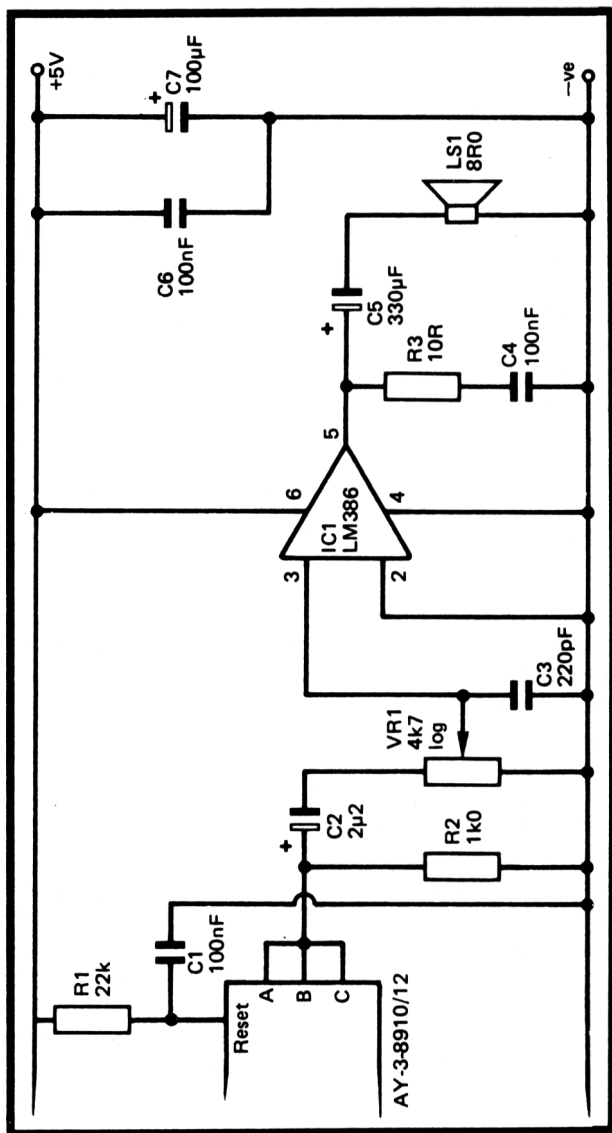 +5V
R1
22k
C1
100nF
Reset
A
B
C
AY-3-8910/12
+
C2
2µ2
R2
1k0
VR1
4k7
log
C3
220pF
3
2
IC1
LM386
6
4
5
+
C5
330µF
R3
10R
C4
100nF
LS1
8R0
C6
100nF
+
C7
100µF
−ve